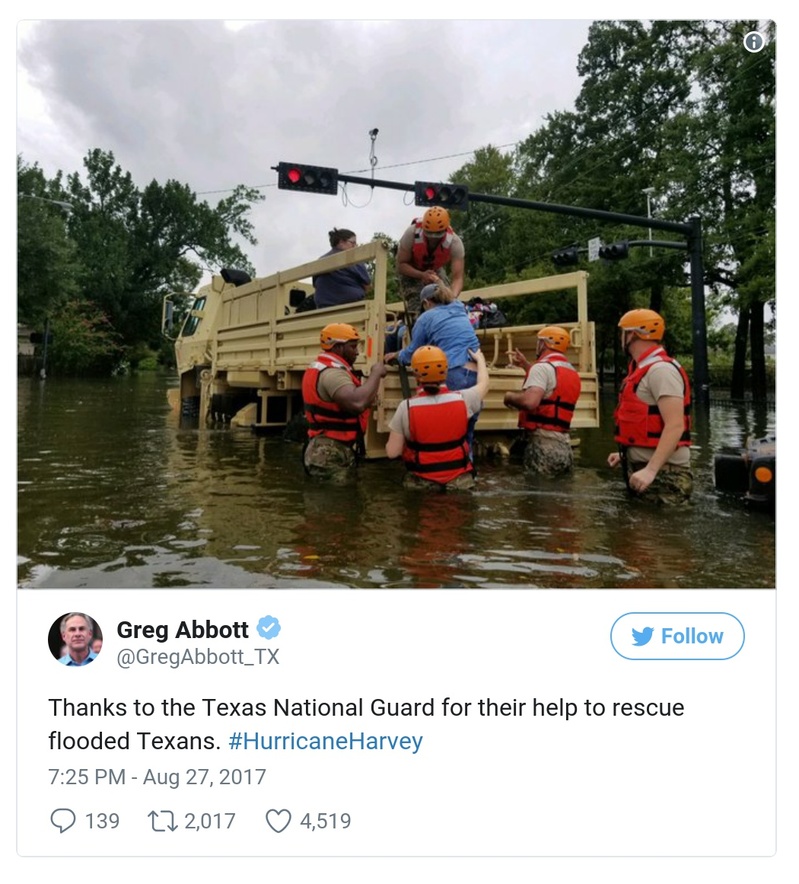 Greg Abbott
@GregAbbott_TX
Follow
Thanks to the Texas National Guard for their help to rescue
flooded Texans. #HurricaneHarvey
7:25 PM - Aug 27, 2017
139 2,017 4,519